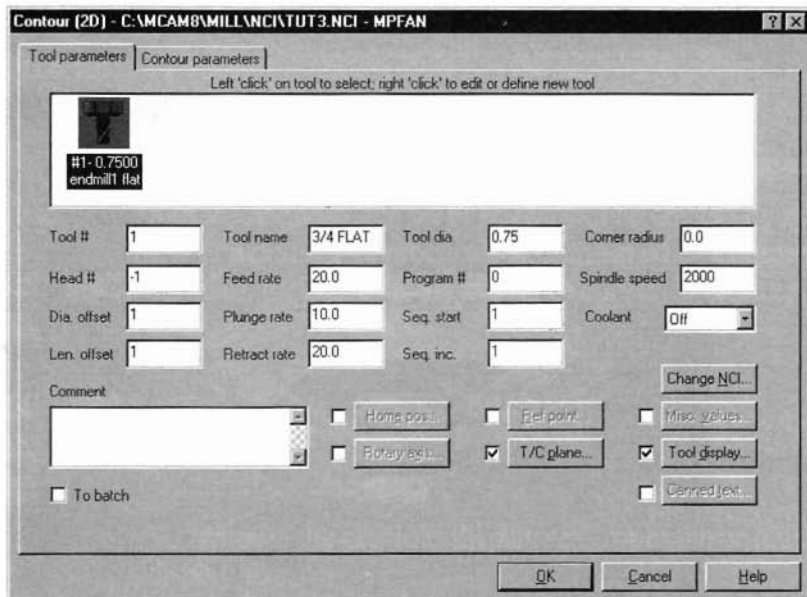 Contour (2D) - C:\MCAM8\MILL\NCI\TUT3.NCI - MPFAN
Tool parameters Contour parameters
Left 'click' on tool to select; right 'click' to edit or define new tool
#1- 0.7500
endmill1 flat
Tool # 1 Tool name 3/4 FLAT Tool dia 0.75 Corner radius 0.0
Head # -1 Feed rate 20.0 Program # 0 Spindle speed 2000
Dia. offset 1 Plunge rate 10.0 Seq. start 1 Coolant Off
Len. offset 1 Retract rate 20.0 Seq. inc. 1
Change NCI...
Comment
Home pos... Ref point... Misc. values...
Rotary axis... T/C plane... Tool display...
To batch Canned text...
OK Cancel Help